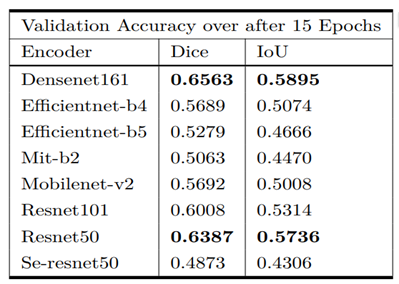 Validation Accuracy over after 15 Epochs
Encoder Dice IoU
Densenet161 0.6563 0.5895
Efficientnet-b4 0.5689 0.5074
Efficientnet-b5 0.5279 0.4666
Mit-b2 0.5063 0.4470
Mobilenet-v2 0.5692 0.5008
Resnet101 0.6008 0.5314
Resnet50 0.6387 0.5736
Se-resnet50 0.4873 0.4306